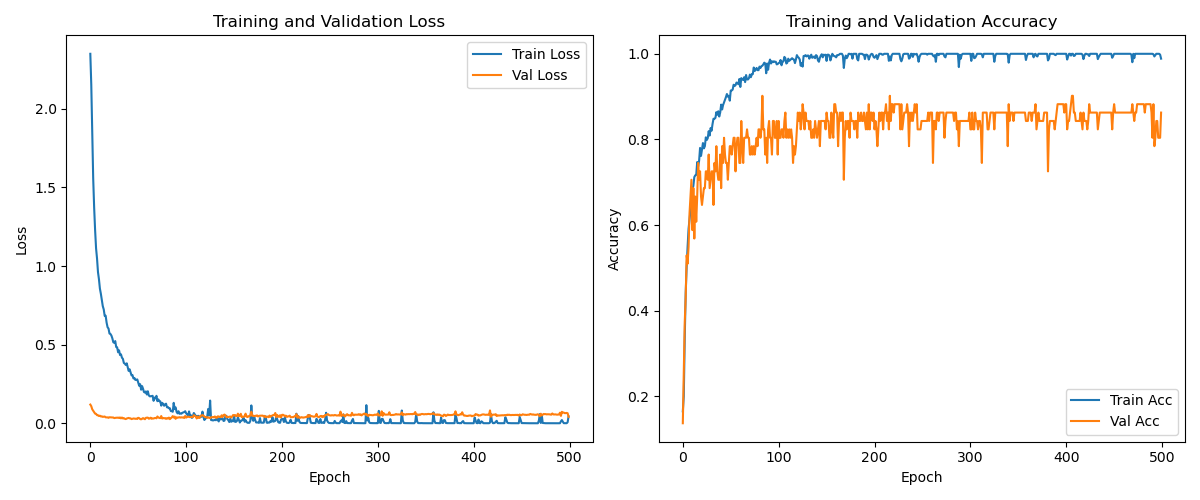 Training and Validation Loss
Train Loss
Val Loss
Loss
2.0
1.5
1.0
0.5
0.0
0 100 200 300 400 500
Epoch
Training and Validation Accuracy
Accuracy
1.0
0.8
0.6
0.4
0.2
Train Acc
Val Acc
0 100 200 300 400 500
Epoch